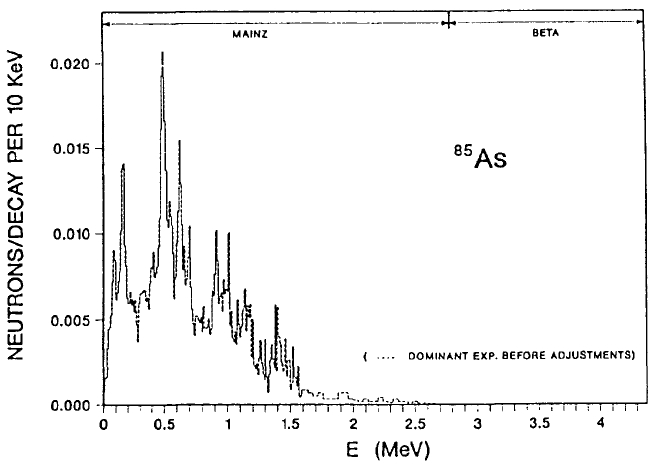 MAINZ
BETA
NEUTRONS/DECAY PER 10 KeV
0.020
0.015
0.010
0.005
0.000
⁸⁵As
( .... DOMINANT EXP. BEFORE ADJUSTMENTS)
0 0.5 1 1.5 2 2.5 3 3.5 4
E (MeV)